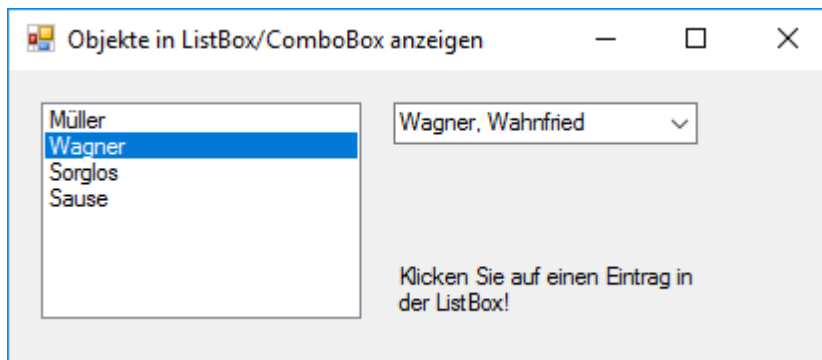 Objekte in ListBox/ComboBox anzeigen
Müller
Wagner
Sorglos
Sause
Wagner, Wahnfried
Klicken Sie auf einen Eintrag in
der ListBox!